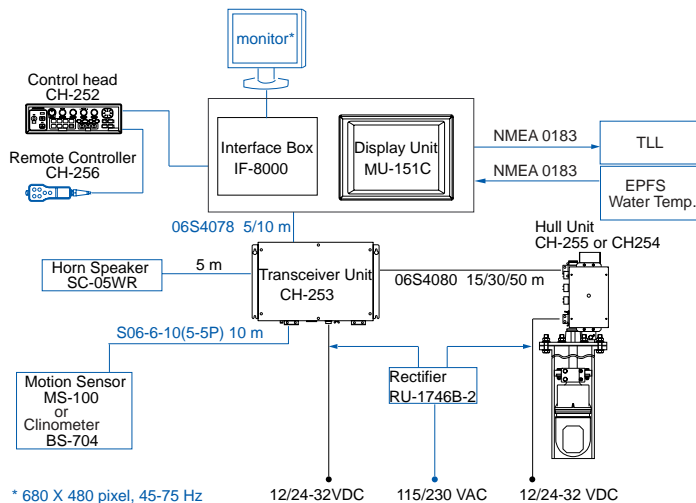 monitor*
Control head
CH-252
Interface Box
IF-8000
Display Unit
MU-151C
NMEA 0183
TLL
Remote Controller
CH-256
NMEA 0183
EPFS
Water Temp.
06S4078 5/10 m
Hull Unit
CH-255 or CH254
Horn Speaker
SC-05WR
5 m
Transceiver Unit
CH-253
06S4080 15/30/50 m
S06-6-10(5-5P) 10 m
Motion Sensor
MS-100
or
Clinometer
BS-704
Rectifier
RU-1746B-2
* 680 X 480 pixel, 45-75 Hz
12/24-32VDC
115/230 VAC
12/24-32 VDC